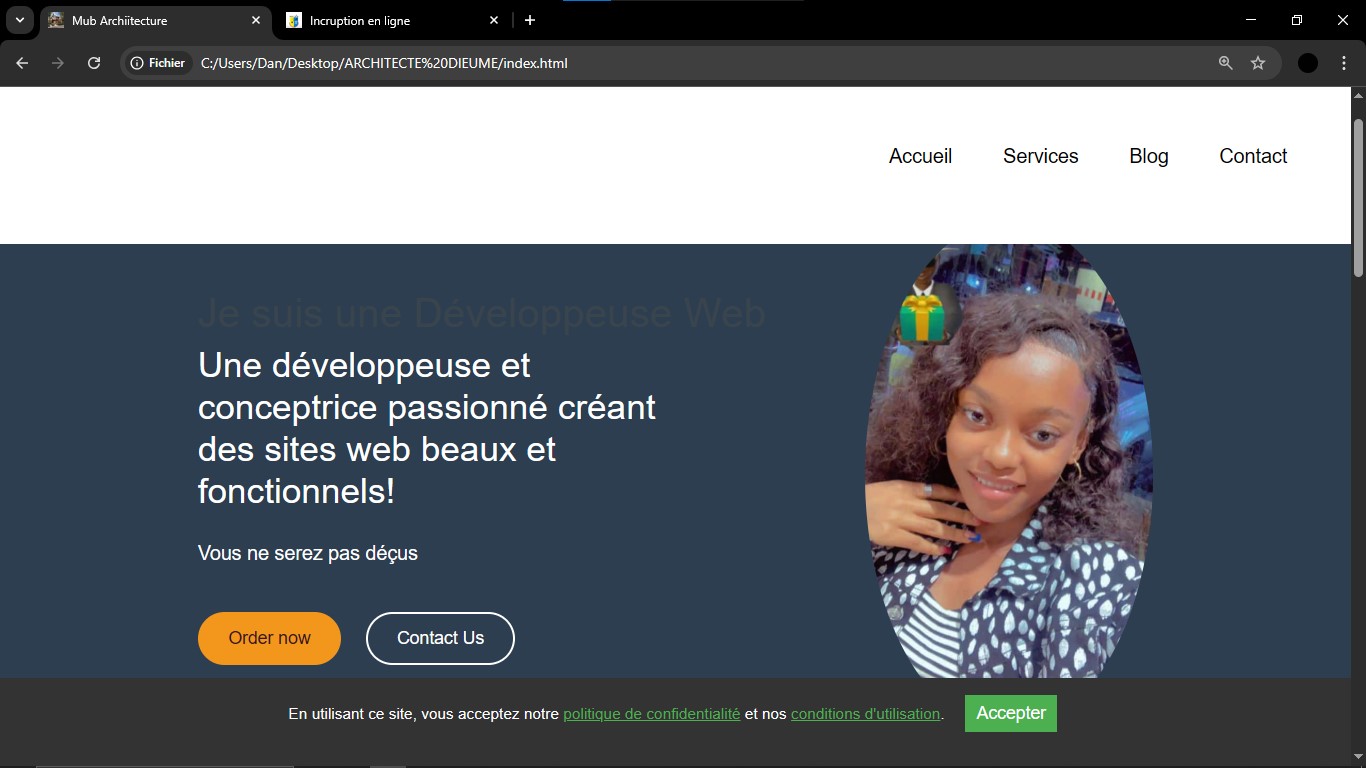 Mub Archiitecture
Incruption en ligne
Fichier
C:/Users/Dan/Desktop/ARCHITECTE%20DIEUME/index.html
Accueil Services Blog Contact
Je suis une Développeuse Web
Une développeuse et
conceptrice passionné créant
des sites web beaux et
fonctionnels!
Vous ne serez pas déçus
Order now
Contact Us
En utilisant ce site, vous acceptez notre politique de confidentialité et nos conditions d'utilisation.
Accepter